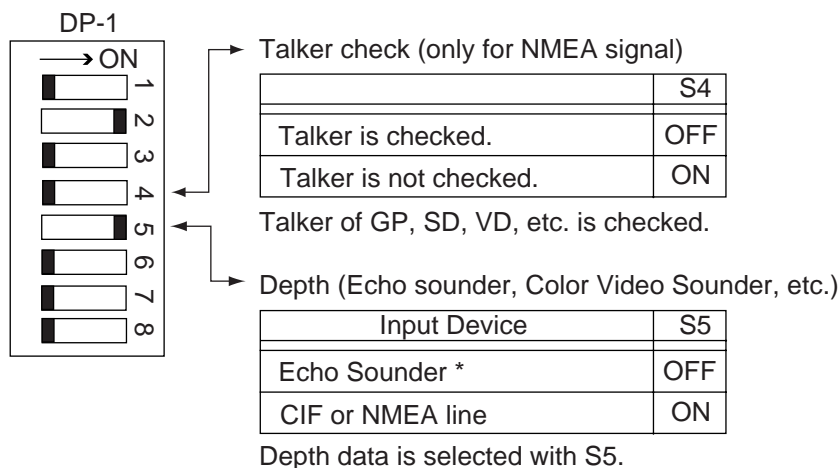 DP-1
→ ON
1
2
3
4
5
6
7
8
Talker check (only for NMEA signal)
S4
Talker is checked. OFF
Talker is not checked. ON
Talker of GP, SD, VD, etc. is checked.
Depth (Echo sounder, Color Video Sounder, etc.)
Input Device S5
Echo Sounder * OFF
CIF or NMEA line ON
Depth data is selected with S5.